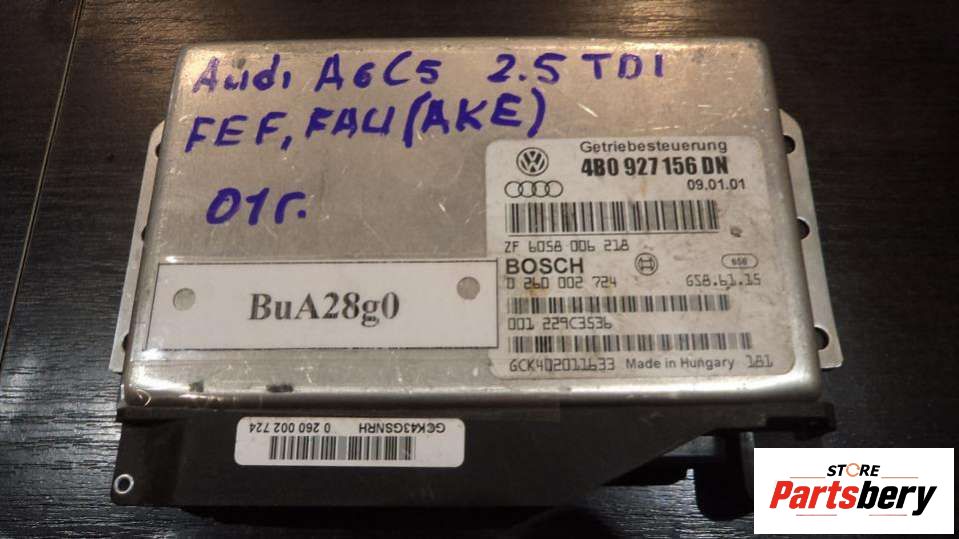 Audi A6C5 2.5 TDI
FEF, FAU (AKE)
01г.
Getriebesteuerung
4B0 927 156 DN
09.01.01
ZF 6058 006 218
BOSCH
656
0 260 002 724 GS8.61.15
001 229C3536
GCK402011633 Made in Hungary 181
BuA28g0
GCK43GSNRH
0 260 002 724
STORE
Partsbery